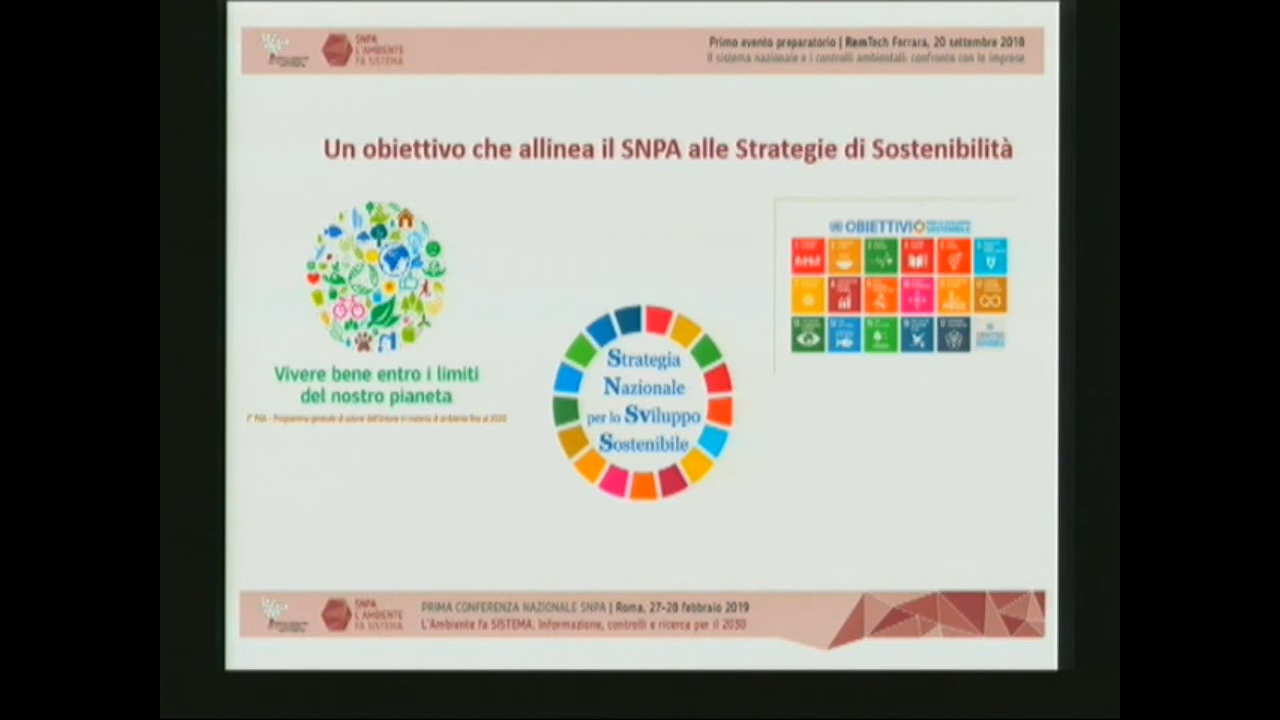 SNPA
L'AMBIENTE
FA SISTEMA
Primo evento preparatorio | RemTech Ferrara, 20 settembre 2018
Il sistema nazionale e i controlli ambientali: confronto con le imprese
Un obiettivo che allinea il SNPA alle Strategie di Sostenibilità
OBIETTIVI
SOSTENIBILE
Vivere bene entro i limiti
del nostro pianeta
Strategia
Nazionale
per lo SViluppo
Sostenibile
SNPA
L'AMBIENTE
FA SISTEMA
PRIMA CONFERENZA NAZIONALE SNPA | Roma, 27-28 febbraio 2019
L'Ambiente fa SISTEMA. Informazione, controlli e ricerca per il 2030